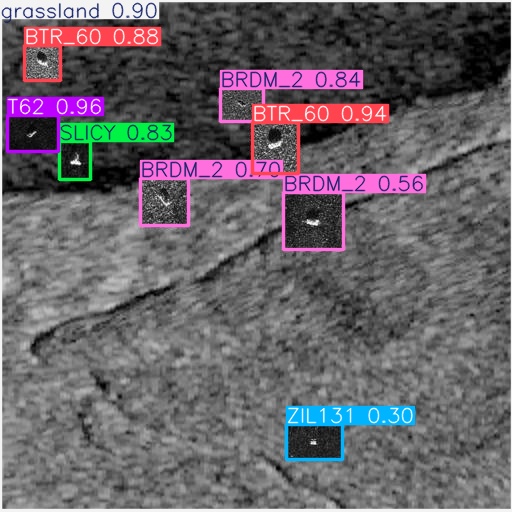 grassland 0.90
BTR_60 0.88
BRDM_2 0.84
T62 0.96
BTR_60 0.94
SLICY 0.83
BRDM_2 0.70
BRDM_2 0.56
ZIL131 0.30